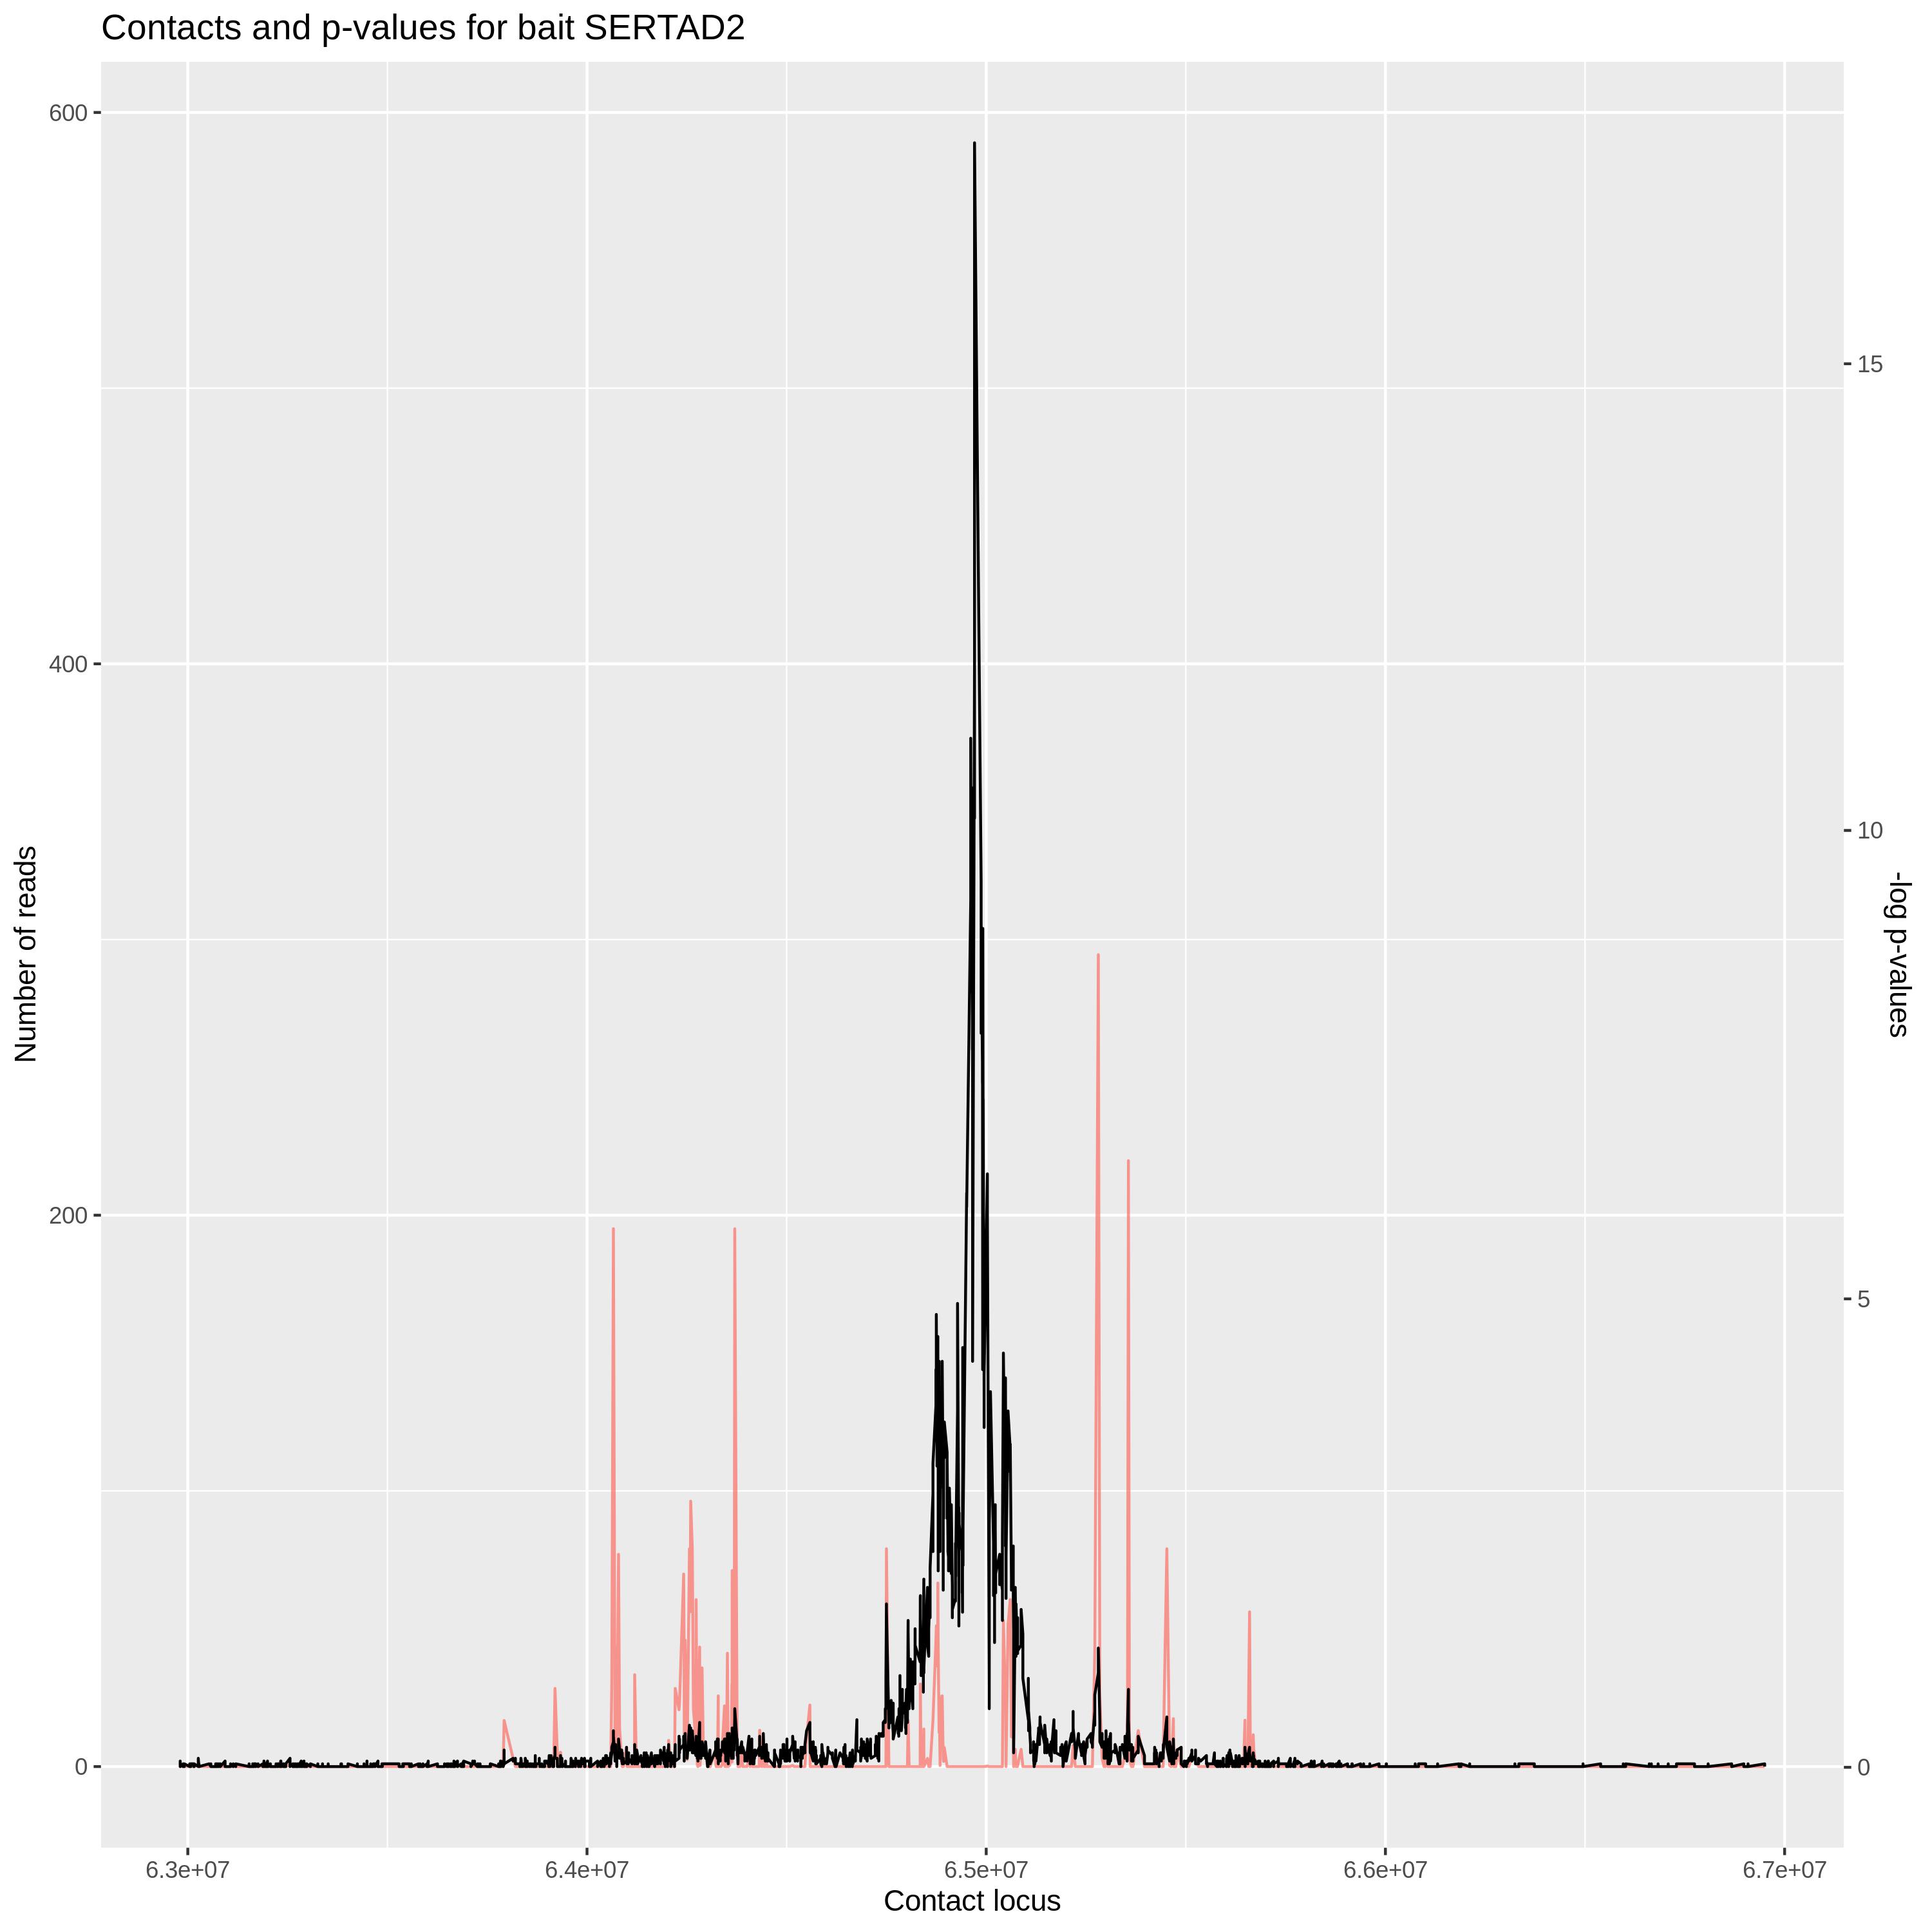 Contacts and p-values for bait SERTAD2
600
400
200
0
Number of reads
15
10
5
0
-log p-values
6.3e+07
6.4e+07
6.5e+07
6.6e+07
6.7e+07
Contact locus